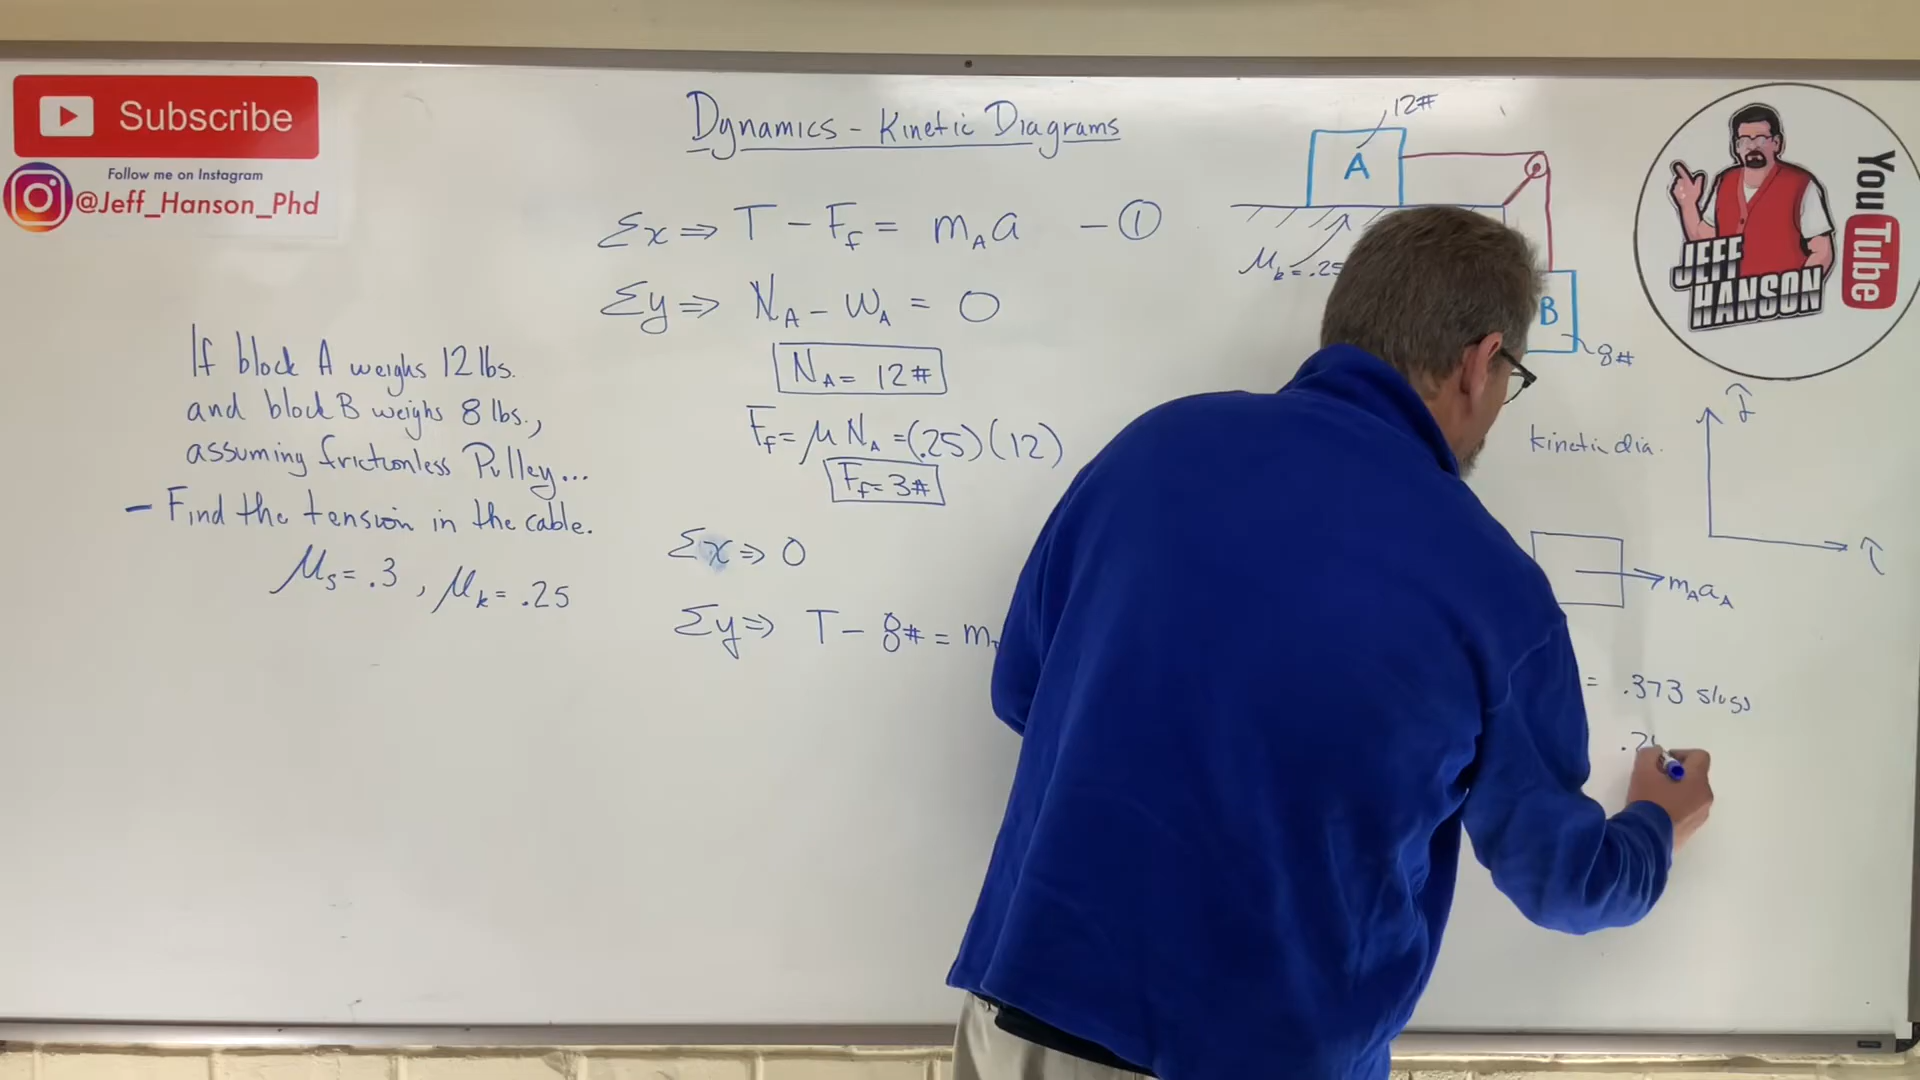 Subscribe
Follow me on Instagram
@Jeff_Hanson_Phd
Dynamics - Kinetic Diagrams
Σx ⇒ T - F_f = m_A a - ①
Σy ⇒ N_A - W_A = 0
N_A = 12#
F_f = μ N_A = (.25)(12)
F_f = 3#
Σx ⇒ 0
Σy ⇒ T - 8# = m
If block A weighs 12 lbs.
and block B weighs 8 lbs.,
assuming frictionless Pulley...
- Find the tension in the cable.
μ_s = .3, μ_k = .25
12#
A
μ_k = .25
B
8#
kinetic dia.
ĵ
î
m_A a_A
= .373 slugs
JEFF
HANSON
YouTube